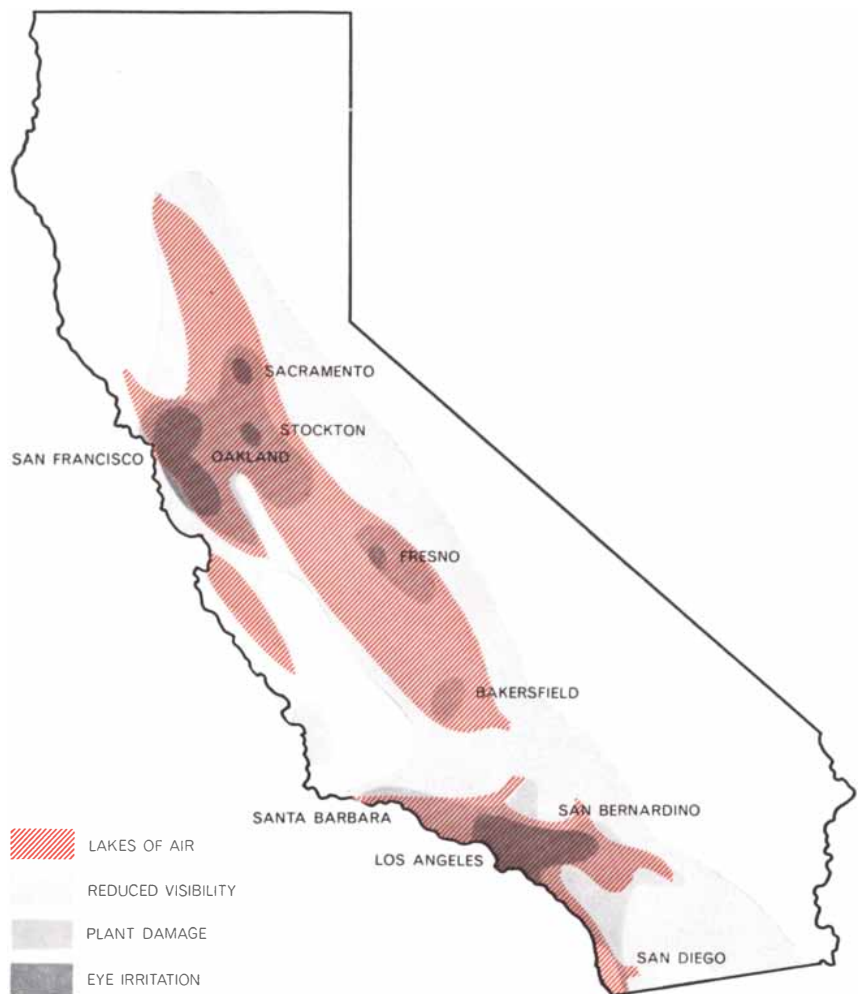 SACRAMENTO
STOCKTON
SAN FRANCISCO
OAKLAND
FRESNO
BAKERSFIELD
SANTA BARBARA
SAN BERNARDINO
LOS ANGELES
SAN DIEGO
LAKES OF AIR
REDUCED VISIBILITY
PLANT DAMAGE
EYE IRRITATION